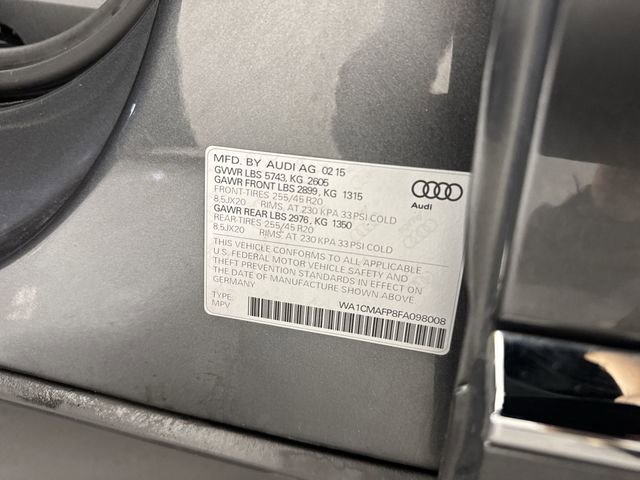 MFD. BY AUDI AG 02 15
GVWR LBS 5743, KG 2605
GAWR FRONT LBS 2899, KG 1315
FRONT-TIRES 255/45 R20
8.5JX20 RIMS, AT 230 KPA 33 PSI COLD
GAWR REAR LBS 2976, KG 1350
REAR-TIRES 255/45 R20
8.5JX20 RIMS, AT 230 KPA 33 PSI COLD
Audi
THIS VEHICLE CONFORMS TO ALL APPLICABLE
U.S. FEDERAL MOTOR VEHICLE SAFETY AND
THEFT PREVENTION STANDARDS IN EFFECT ON
THE DATE OF MANUFACTURE SHOWN ABOVE.
GERMANY
WA1CMAFP8FA098008
TYPE:
MPV